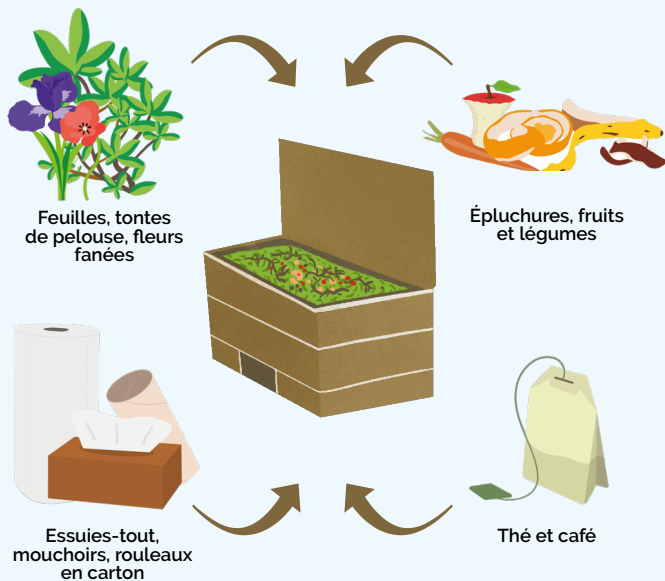 Feuilles, tontes
de pelouse, fleurs
fanées
Épluchures, fruits
et légumes
Essuies-tout,
mouchoirs, rouleaux
en carton
Thé et café